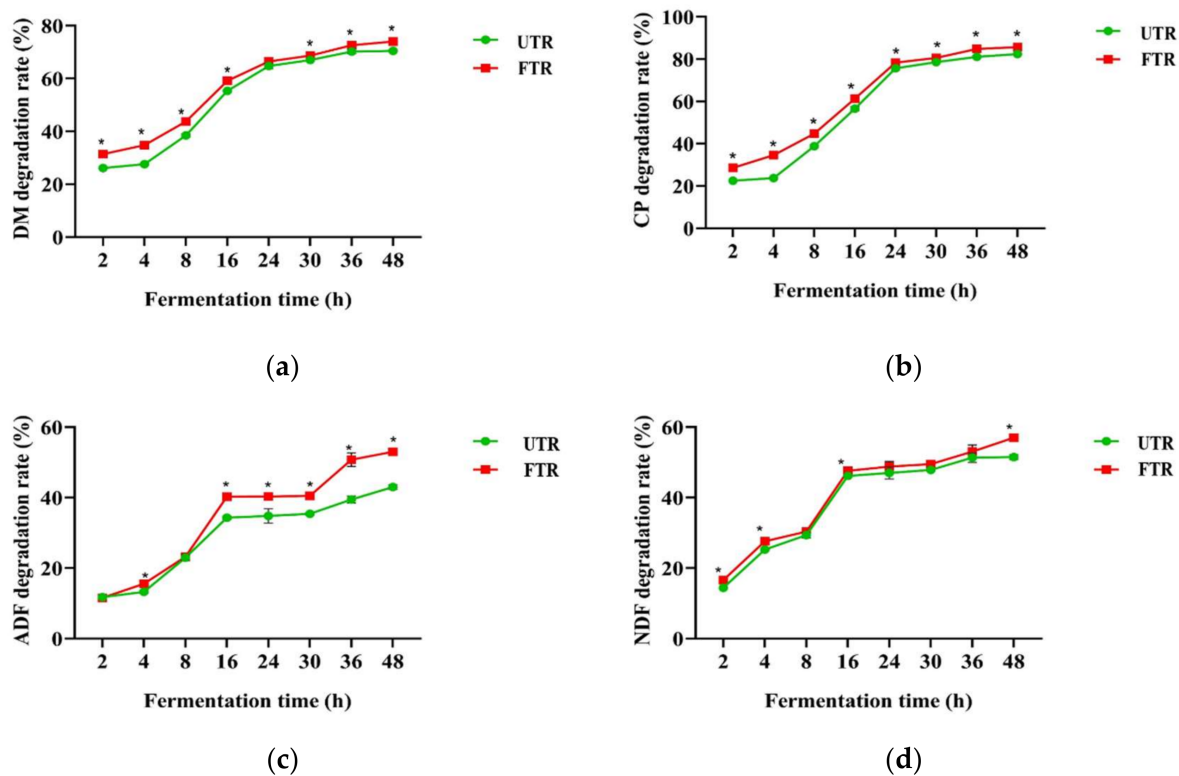 DM degradation rate (%)
80
60
40
20
0
* * * * * * *
2 4 8 16 24 30 36 48
Fermentation time (h)
UTR
FTR
(a)
CP degradation rate (%)
100
80
60
40
20
0
* * * * * * * *
2 4 8 16 24 30 36 48
Fermentation time (h)
UTR
FTR
(b)
ADF degradation rate (%)
60
40
20
0
* * * * * *
2 4 8 16 24 30 36 48
Fermentation time (h)
UTR
FTR
(c)
NDF degradation rate (%)
60
40
20
0
* * * *
2 4 8 16 24 30 36 48
Fermentation time (h)
UTR
FTR
(d)